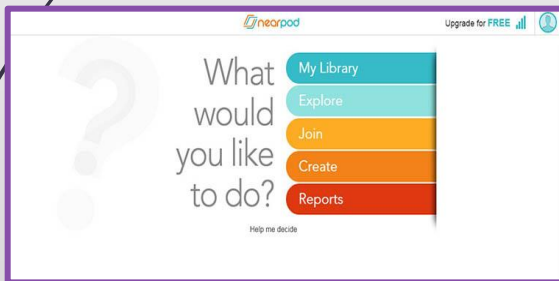 nearpod
Upgrade for FREE
What
would
you like
to do?
My Library
Explore
Join
Create
Reports
Help me decide